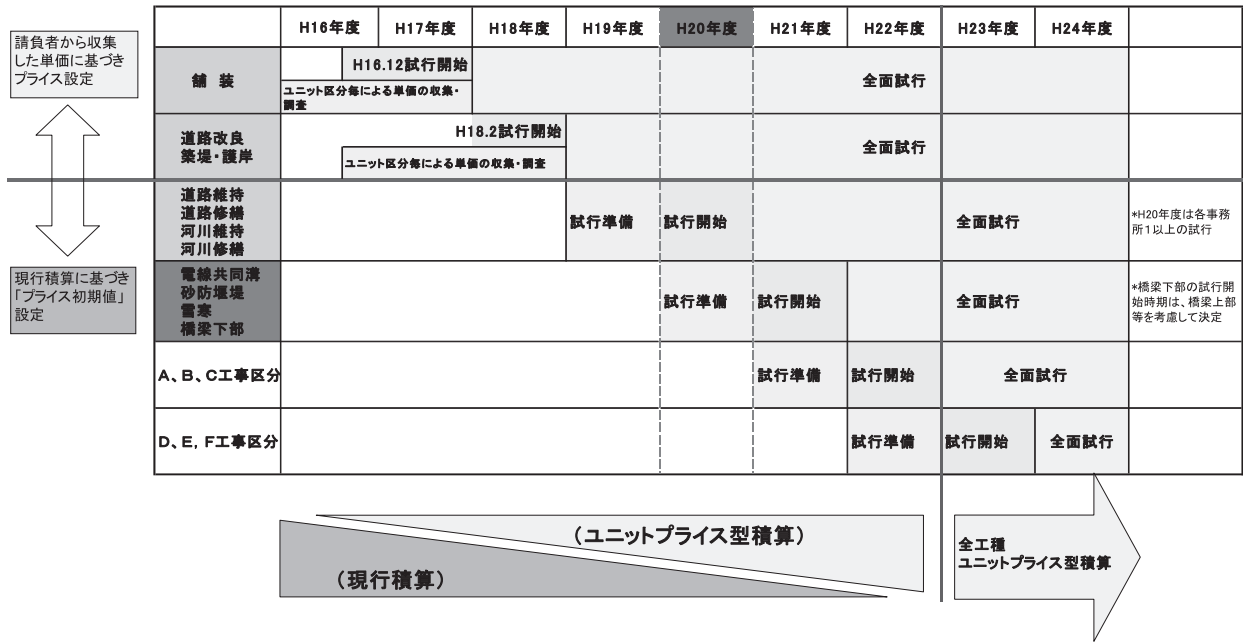 請負者から収集
した単価に基づき
プライス設定
現行積算に基づき
「プライス初期値」
設定
H16年度 H17年度 H18年度 H19年度 H20年度 H21年度 H22年度 H23年度 H24年度
舗 装
H16.12試行開始
ユニット区分毎による単価の収集・
調査
全面試行
道路改良
築堤・護岸
H18.2試行開始
ユニット区分毎による単価の収集・調査
全面試行
道路維持
道路修繕
河川維持
河川修繕
試行準備 試行開始 全面試行
*H20年度は各事務
所1以上の試行
電線共同溝
砂防堰堤
雪寒
橋梁下部
試行準備 試行開始 全面試行
*橋梁下部の試行開
始時期は、橋梁上部
等を考慮して決定
A、B、C工事区分 試行準備 試行開始 全面試行
D、E，F工事区分 試行準備 試行開始 全面試行
（ユニットプライス型積算）
（現行積算）
全工種
ユニットプライス型積算